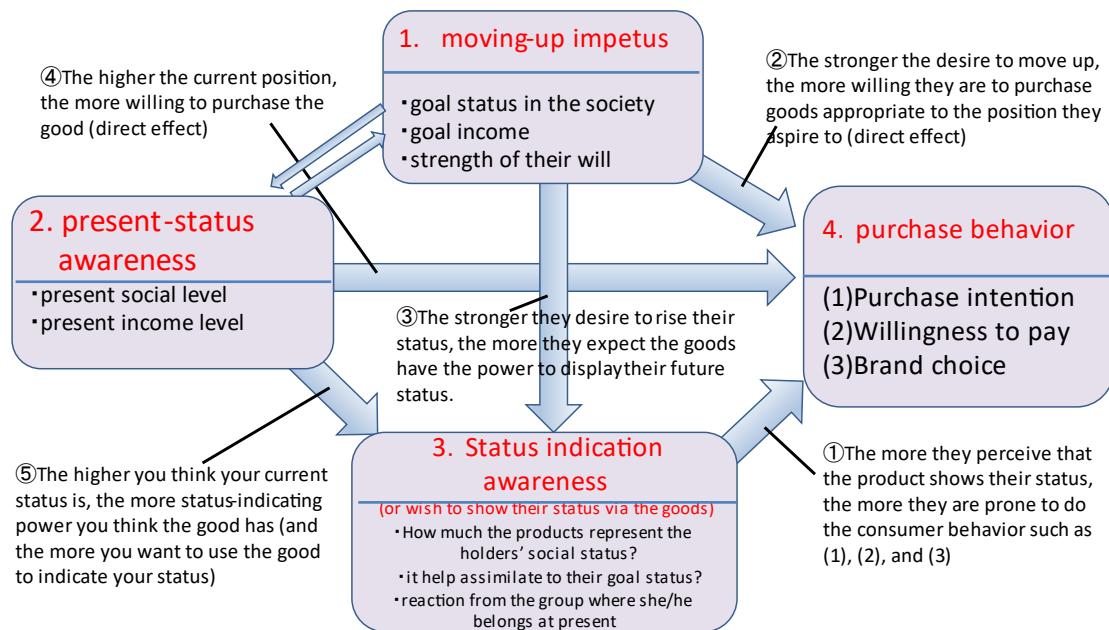 1. moving-up impetus
・goal status in the society
・goal income
・strength of their will
④The higher the current position,
the more willing to purchase the
good (direct effect)
②The stronger the desire to move up,
the more willing they are to purchase
goods appropriate to the position they
aspire to (direct effect)
2. present-status
awareness
・present social level
・present income level
4. purchase behavior
(1)Purchase intention
(2)Willingness to pay
(3)Brand choice
③The stronger they desire to rise their
status, the more they expect the goods
have the power to display their future
status.
⑤The higher you think your current
status is, the more status-indicating
power you think the good has (and
the more you want to use the good
to indicate your status)
3. Status indication
awareness
(or wish to show their status via the goods)
・How much the products represent the
holders’ social status?
・it help assimilate to their goal status?
・reaction from the group where she/he
belongs at present
①The more they perceive that
the product shows their status,
the more they are prone to do
the consumer behavior such as
(1), (2), and (3)